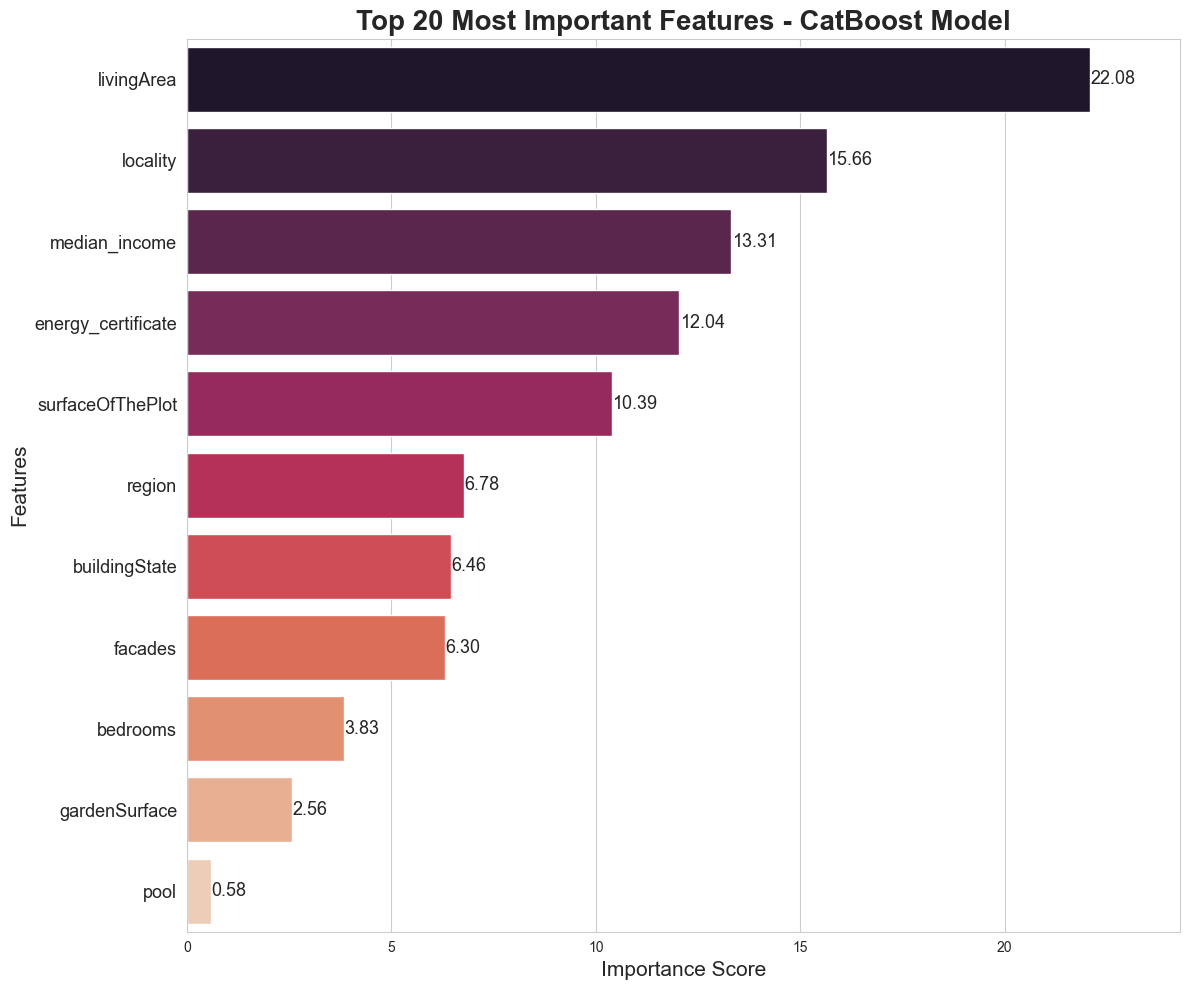 Top 20 Most Important Features - CatBoost Model
livingArea 22.08
locality 15.66
median_income 13.31
energy_certificate 12.04
surfaceOfThePlot 10.39
region 6.78
buildingState 6.46
facades 6.30
bedrooms 3.83
gardenSurface 2.56
pool 0.58
Features
0 5 10 15 20
Importance Score